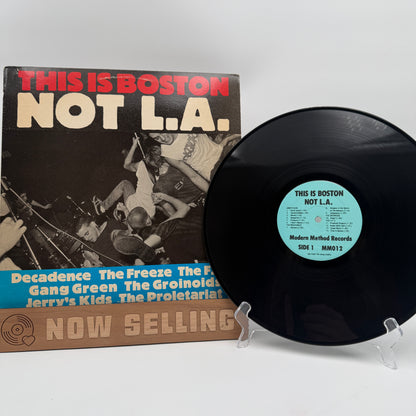 THIS IS BOSTON
NOT L.A.
Decadence The Freeze The F
Gang Green The Groinoids
Jerry's Kids The Proletariat
NOW SELLING
THIS IS BOSTON
NOT L.A.
Modern Method Records
SIDE 1 MM012